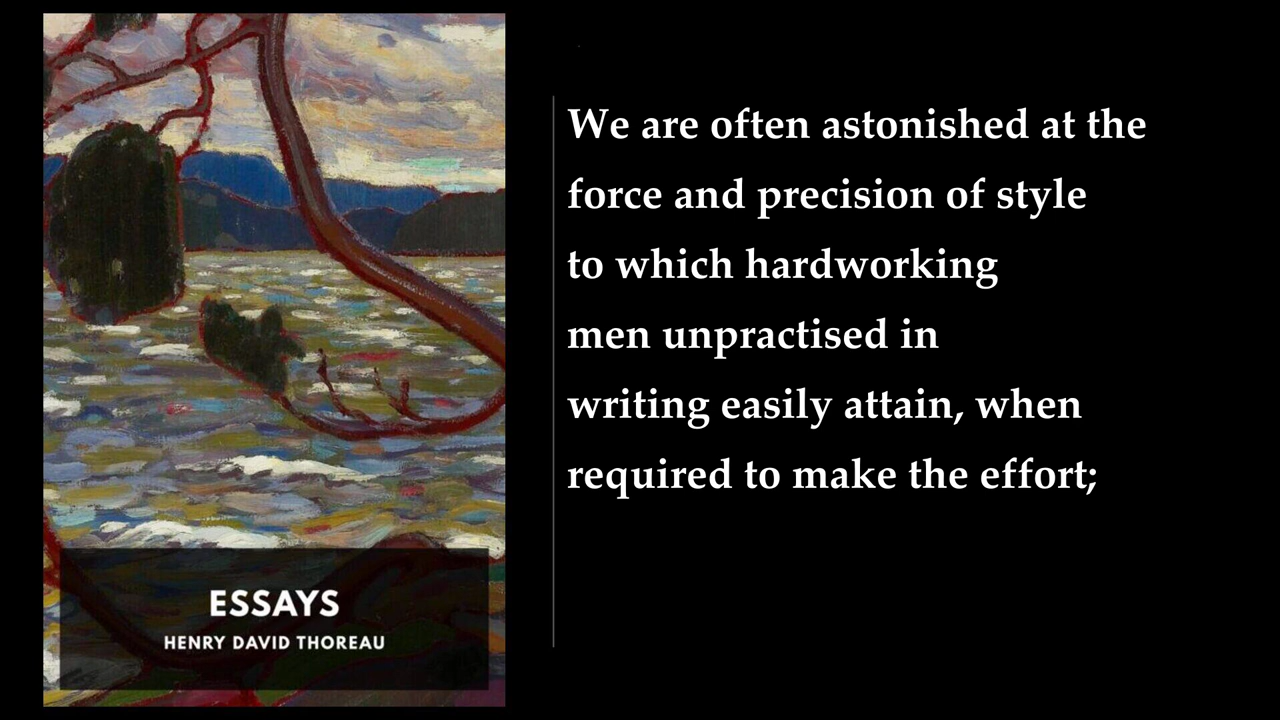 ESSAYS
HENRY DAVID THOREAU
We are often astonished at the
force and precision of style
to which hardworking
men unpractised in
writing easily attain, when
required to make the effort;